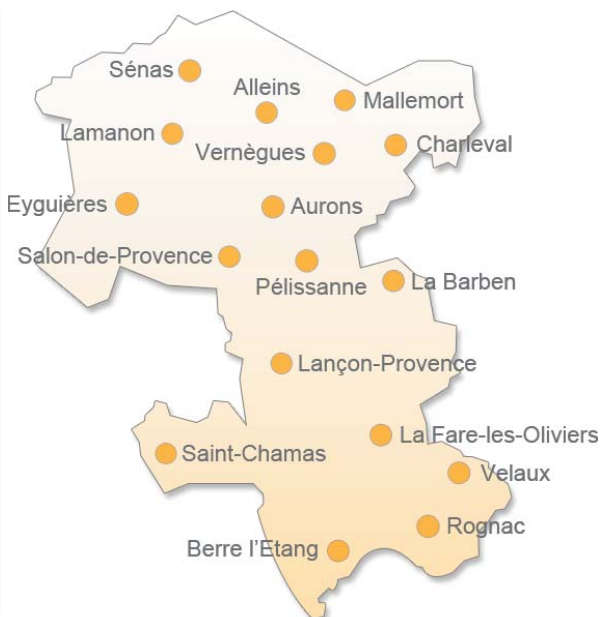 Sénas
Alleins
Mallemort
Lamanon
Vernègues
Charleval
Eyguières
Aurons
Salon-de-Provence
Pélissanne
La Barben
Lançon-Provence
La Fare-les-Oliviers
Saint-Chamas
Velaux
Rognac
Berre l'Etang